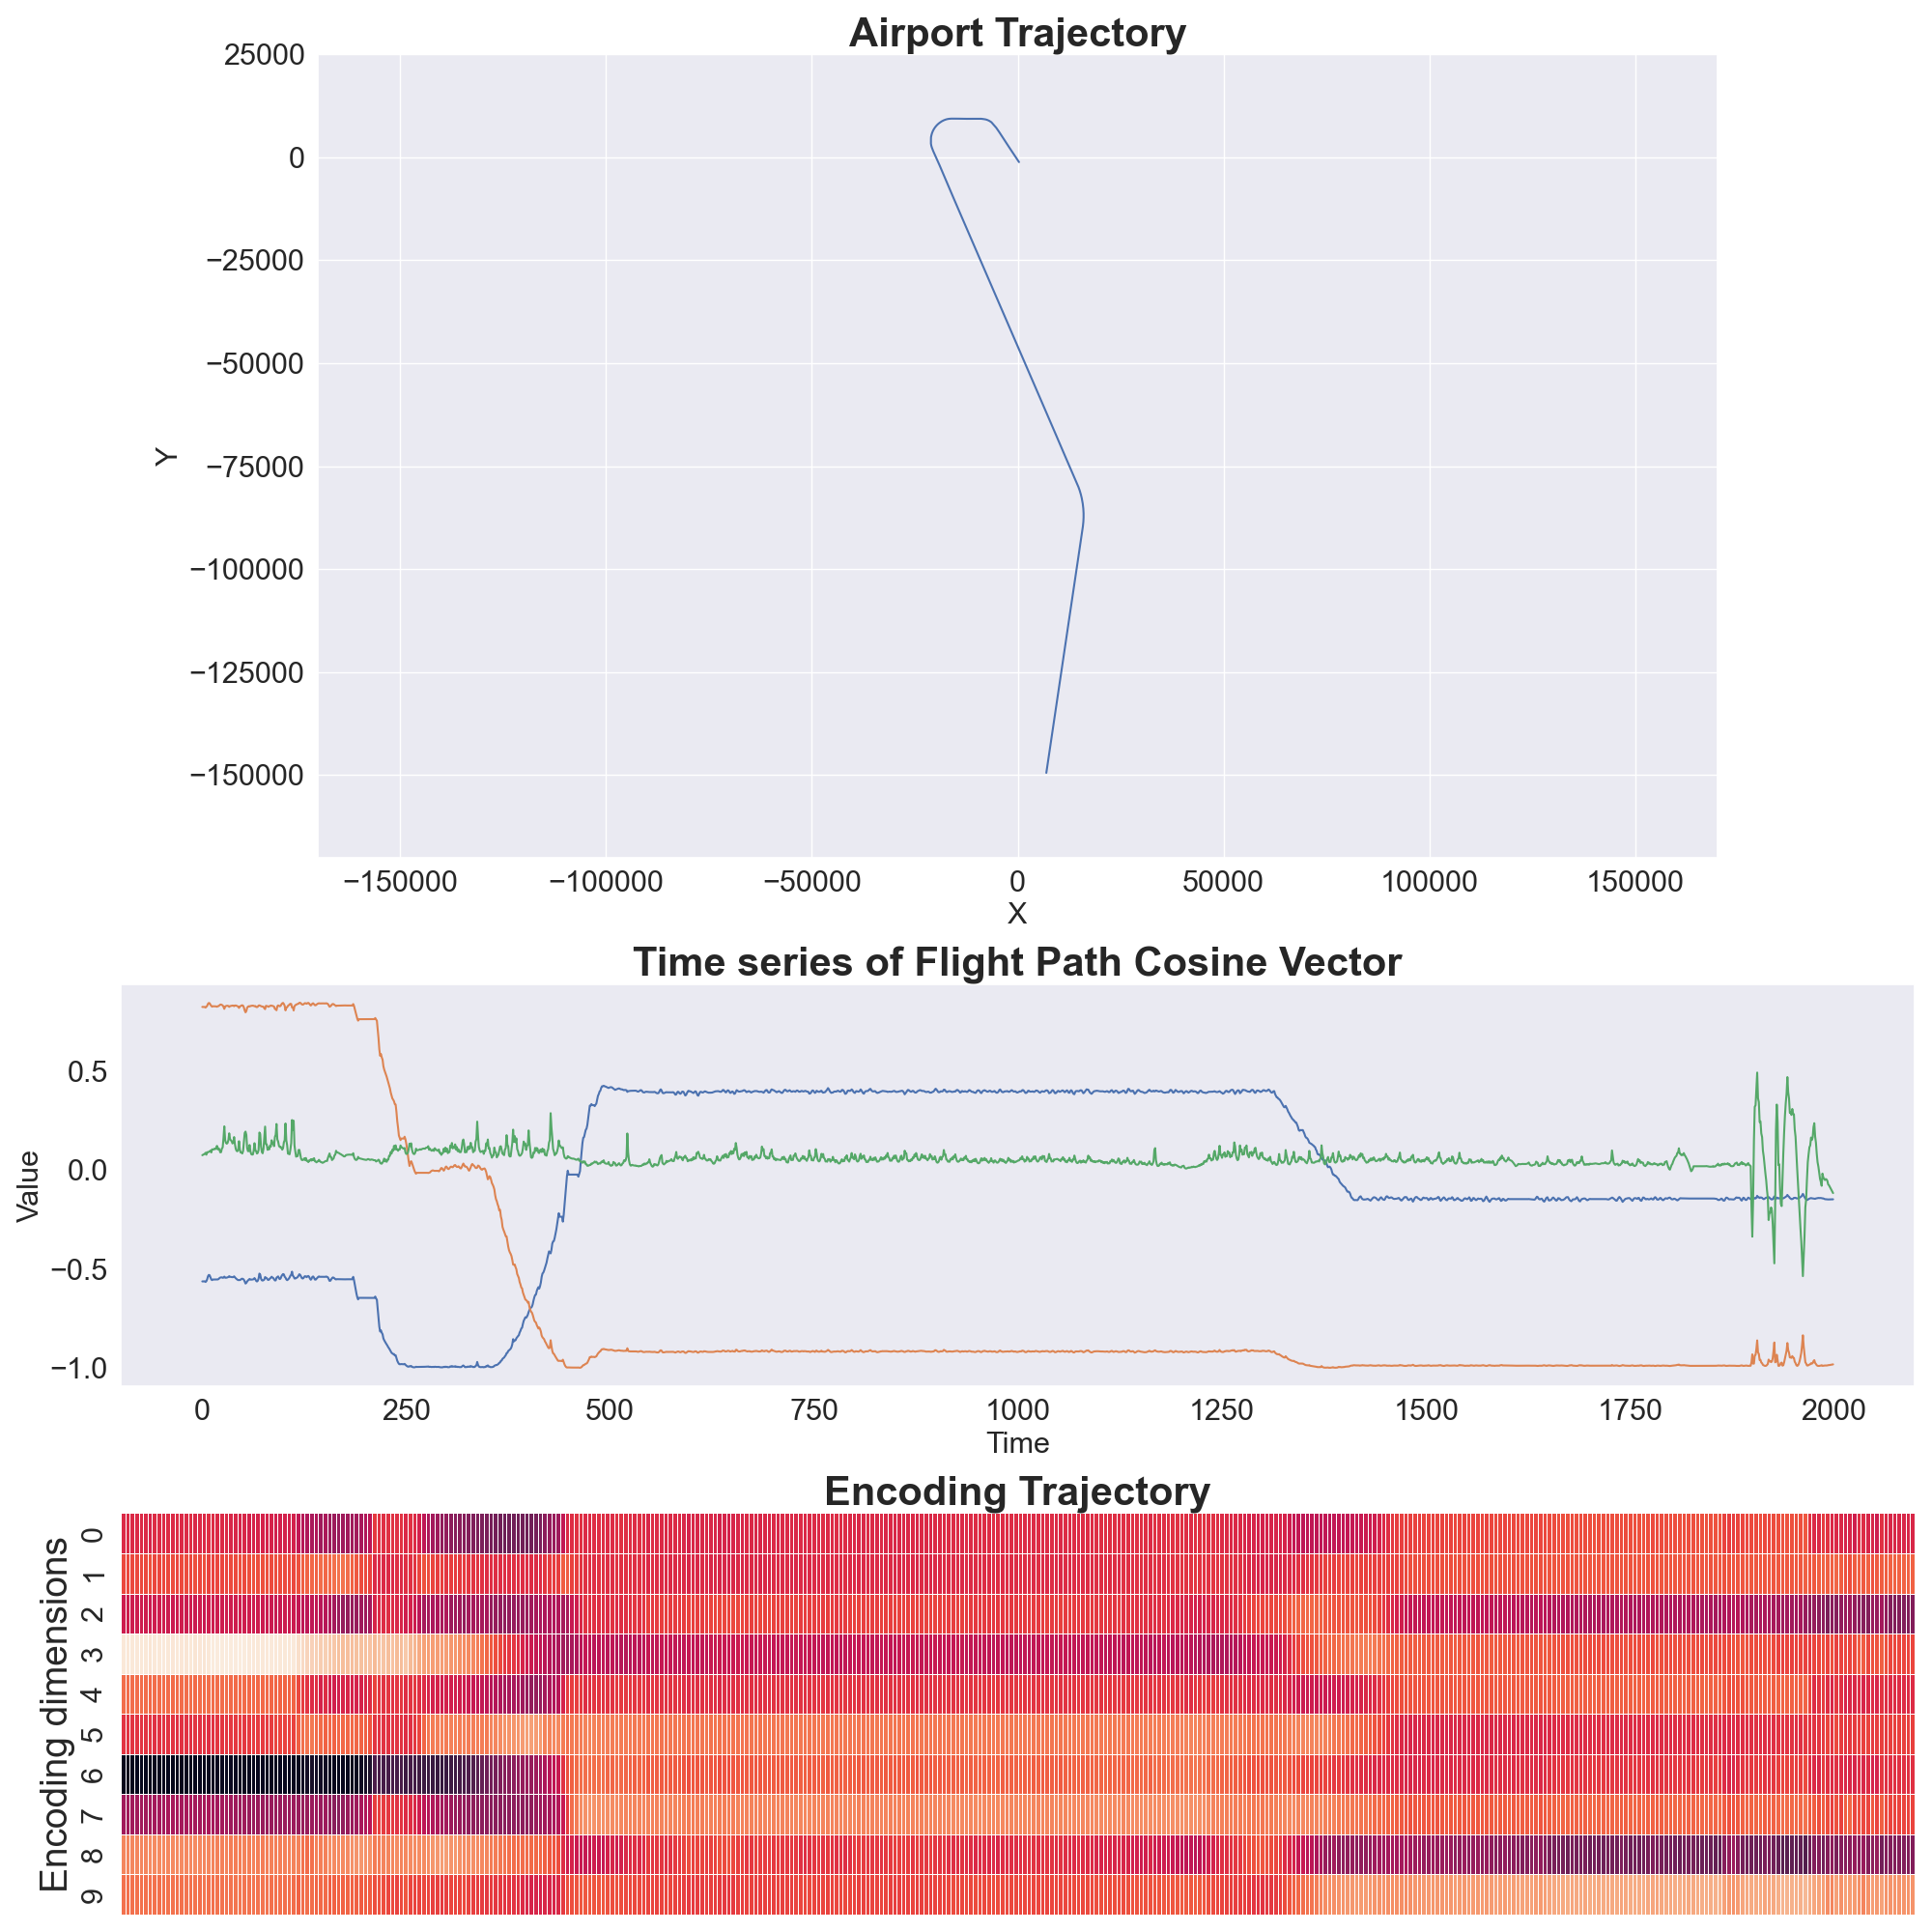 Airport Trajectory
25000
0
−25000
−50000
−75000
−100000
−125000
−150000
Y
−150000 −100000 −50000 0 50000 100000 150000
X
Time series of Flight Path Cosine Vector
0.5
0.0
−0.5
−1.0
Value
0 250 500 750 1000 1250 1500 1750 2000
Time
Encoding Trajectory
Encoding dimensions
0
1
2
3
4
5
6
7
8
9